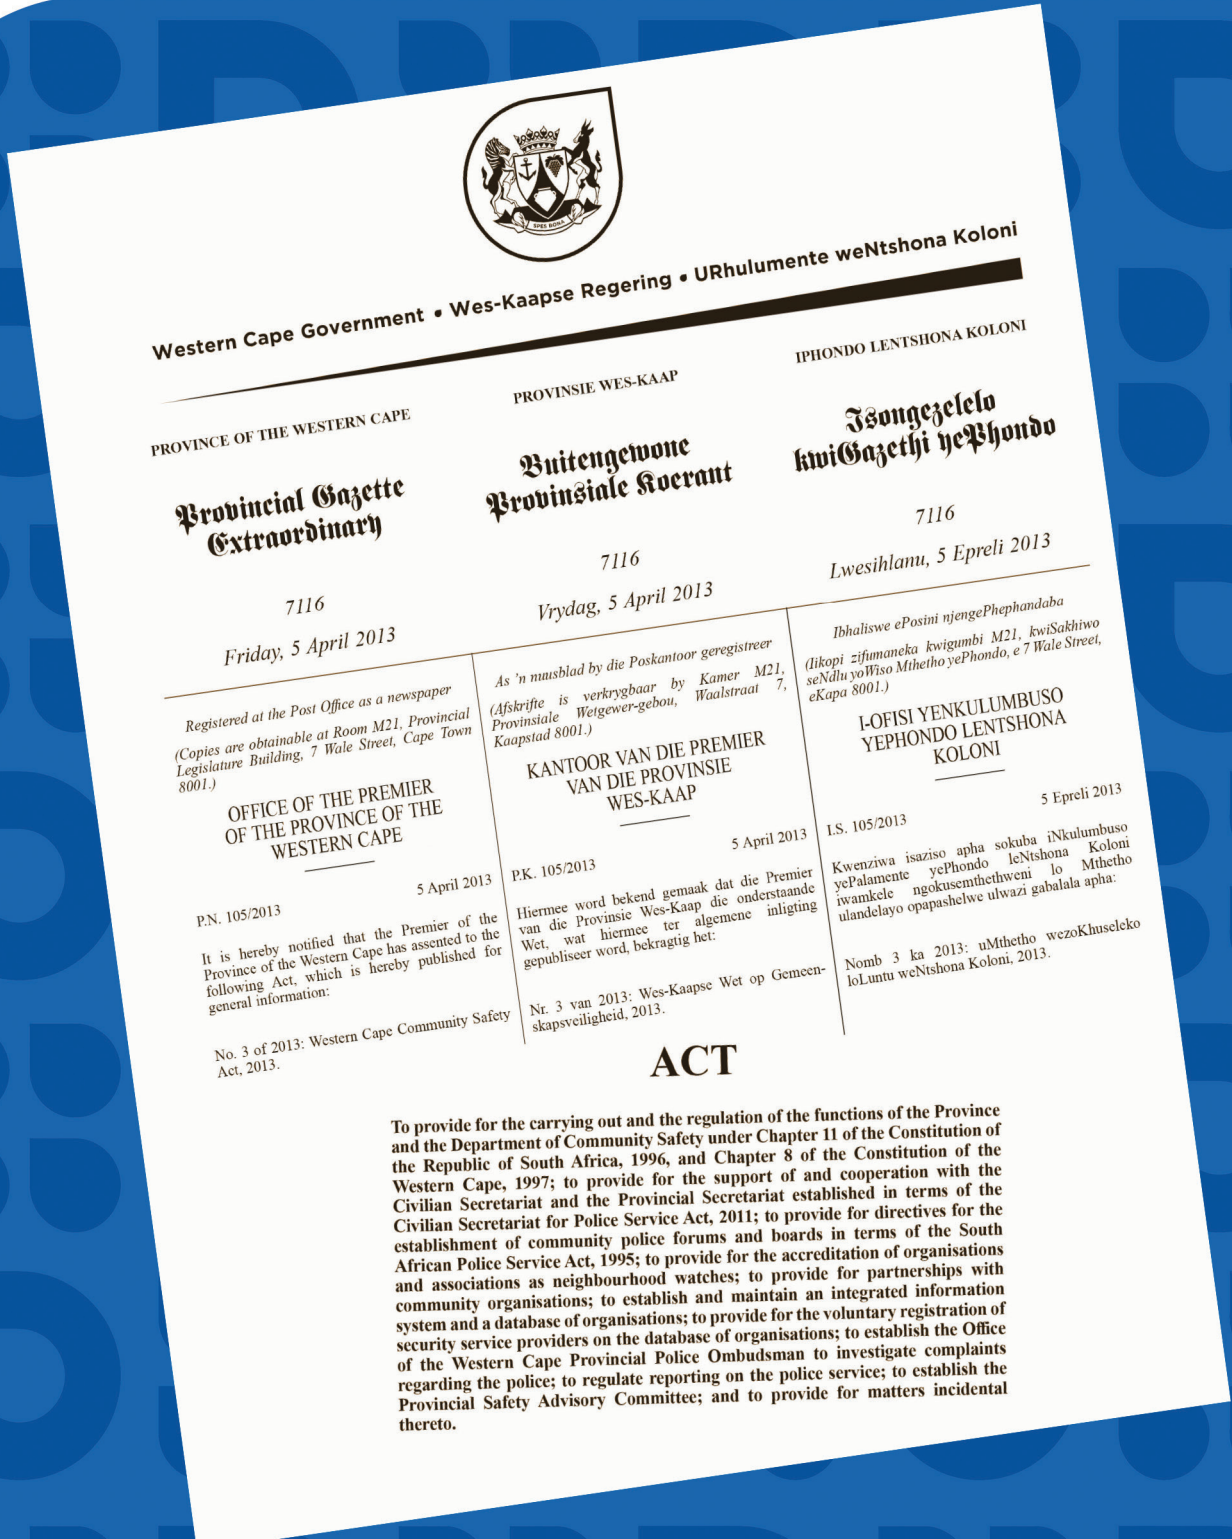 SPES BONA
Western Cape Government • Wes-Kaapse Regering • URhulumente weNtshona Koloni
PROVINCE OF THE WESTERN CAPE
Provincial Gazette
Extraordinary
7116
Friday, 5 April 2013
Registered at the Post Office as a newspaper
(Copies are obtainable at Room M21, Provincial
Legislature Building, 7 Wale Street, Cape Town
8001.)
OFFICE OF THE PREMIER
OF THE PROVINCE OF THE
WESTERN CAPE
5 April 2013
P.N. 105/2013
It is hereby notified that the Premier of the
Province of the Western Cape has assented to the
following Act, which is hereby published for
general information:
No. 3 of 2013: Western Cape Community Safety
Act, 2013.
PROVINSIE WES-KAAP
Buitengewone
Provinsiale Koerant
7116
Vrydag, 5 April 2013
As 'n nuusblad by die Poskantoor geregistreer
(Afskrifte is verkrygbaar by Kamer M21,
Provinsiale Wetgewer-gebou, Waalstraat 7,
Kaapstad 8001.)
KANTOOR VAN DIE PREMIER
VAN DIE PROVINSIE
WES-KAAP
5 April 2013
P.K. 105/2013
Hiermee word bekend gemaak dat die Premier
van die Provinsie Wes-Kaap die onderstaande
Wet, wat hiermee ter algemene inligting
gepubliseer word, bekragtig het:
Nr. 3 van 2013: Wes-Kaapse Wet op Gemeen-
skapsveiligheid, 2013.
IPHONDO LENTSHONA KOLONI
Isongezelelo
kwiGazethi yePhondo
7116
Lwesihlanu, 5 Epreli 2013
Ibhaliswe ePosini njengePhephandaba
(Iikopi zifumaneka kwigumbi M21, kwiSakhiwo
seNdlu yoWiso Mthetho yePhondo, e 7 Wale Street,
eKapa 8001.)
I-OFISI YENKULUMBUSO
YEPHONDO LENTSHONA
KOLONI
5 Epreli 2013
I.S. 105/2013
Kwenziwa isaziso apha sokuba iNkulumbuso
yePalamente yePhondo leNtshona Koloni
iwamkele ngokusemthethweni lo Mthetho
ulandelayo opapashelwe ulwazi gabalala apha:
Nomb 3 ka 2013: uMthetho wezoKhuseleko
loLuntu weNtshona Koloni, 2013.
ACT
To provide for the carrying out and the regulation of the functions of the Province
and the Department of Community Safety under Chapter 11 of the Constitution of
the Republic of South Africa, 1996, and Chapter 8 of the Constitution of the
Western Cape, 1997; to provide for the support of and cooperation with the
Civilian Secretariat and the Provincial Secretariat established in terms of the
Civilian Secretariat for Police Service Act, 2011; to provide for directives for the
establishment of community police forums and boards in terms of the South
African Police Service Act, 1995; to provide for the accreditation of organisations
and associations as neighbourhood watches; to provide for partnerships with
community organisations; to establish and maintain an integrated information
system and a database of organisations; to provide for the voluntary registration of
security service providers on the database of organisations; to establish the Office
of the Western Cape Provincial Police Ombudsman to investigate complaints
regarding the police; to regulate reporting on the police service; to establish the
Provincial Safety Advisory Committee; and to provide for matters incidental
thereto.